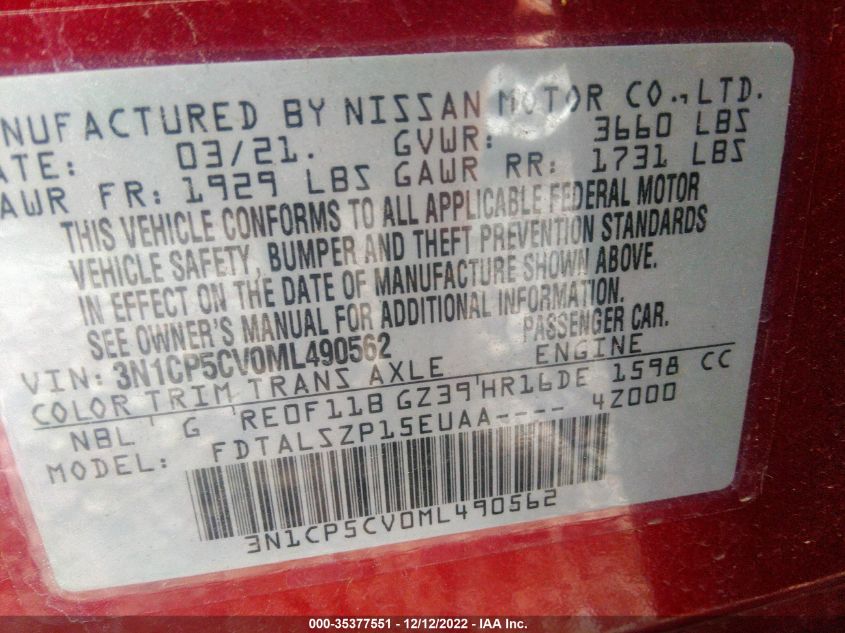 NUFACTURED BY NISSAN MOTOR CO.,LTD.
ATE: 03/21. GVWR: 3660 LBS
AWR FR: 1929 LBS GAWR RR: 1731 LBS
THIS VEHICLE CONFORMS TO ALL APPLICABLE FEDERAL MOTOR
VEHICLE SAFETY, BUMPER AND THEFT PREVENTION STANDARDS
IN EFFECT ON THE DATE OF MANUFACTURE SHOWN ABOVE.
SEE OWNER'S MANUAL FOR ADDITIONAL INFORMATION.
VIN: 3N1CP5CV0ML490562 PASSENGER CAR.
COLOR TRIM TRANS AXLE ENGINE
NBL G RE0F11B GZ39 HR16DE 1598 CC
MODEL: FDTALSZP15EUAA---- 4Z000
3N1CP5CV0ML490562
000-35377551 - 12/12/2022 - IAA Inc.